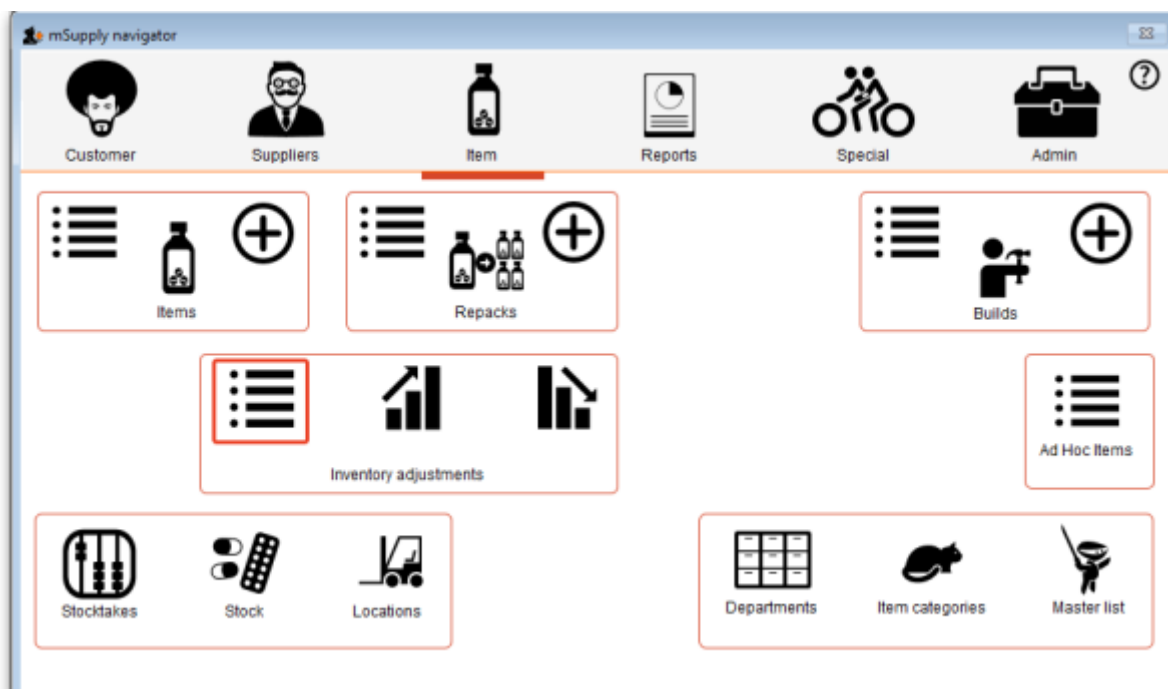 mSupply navigator
?
Customer Suppliers Item Reports Special Admin
Items Repacks Builds
Inventory adjustments
Ad Hoc Items
Stocktakes Stock Locations Departments Item categories Master list